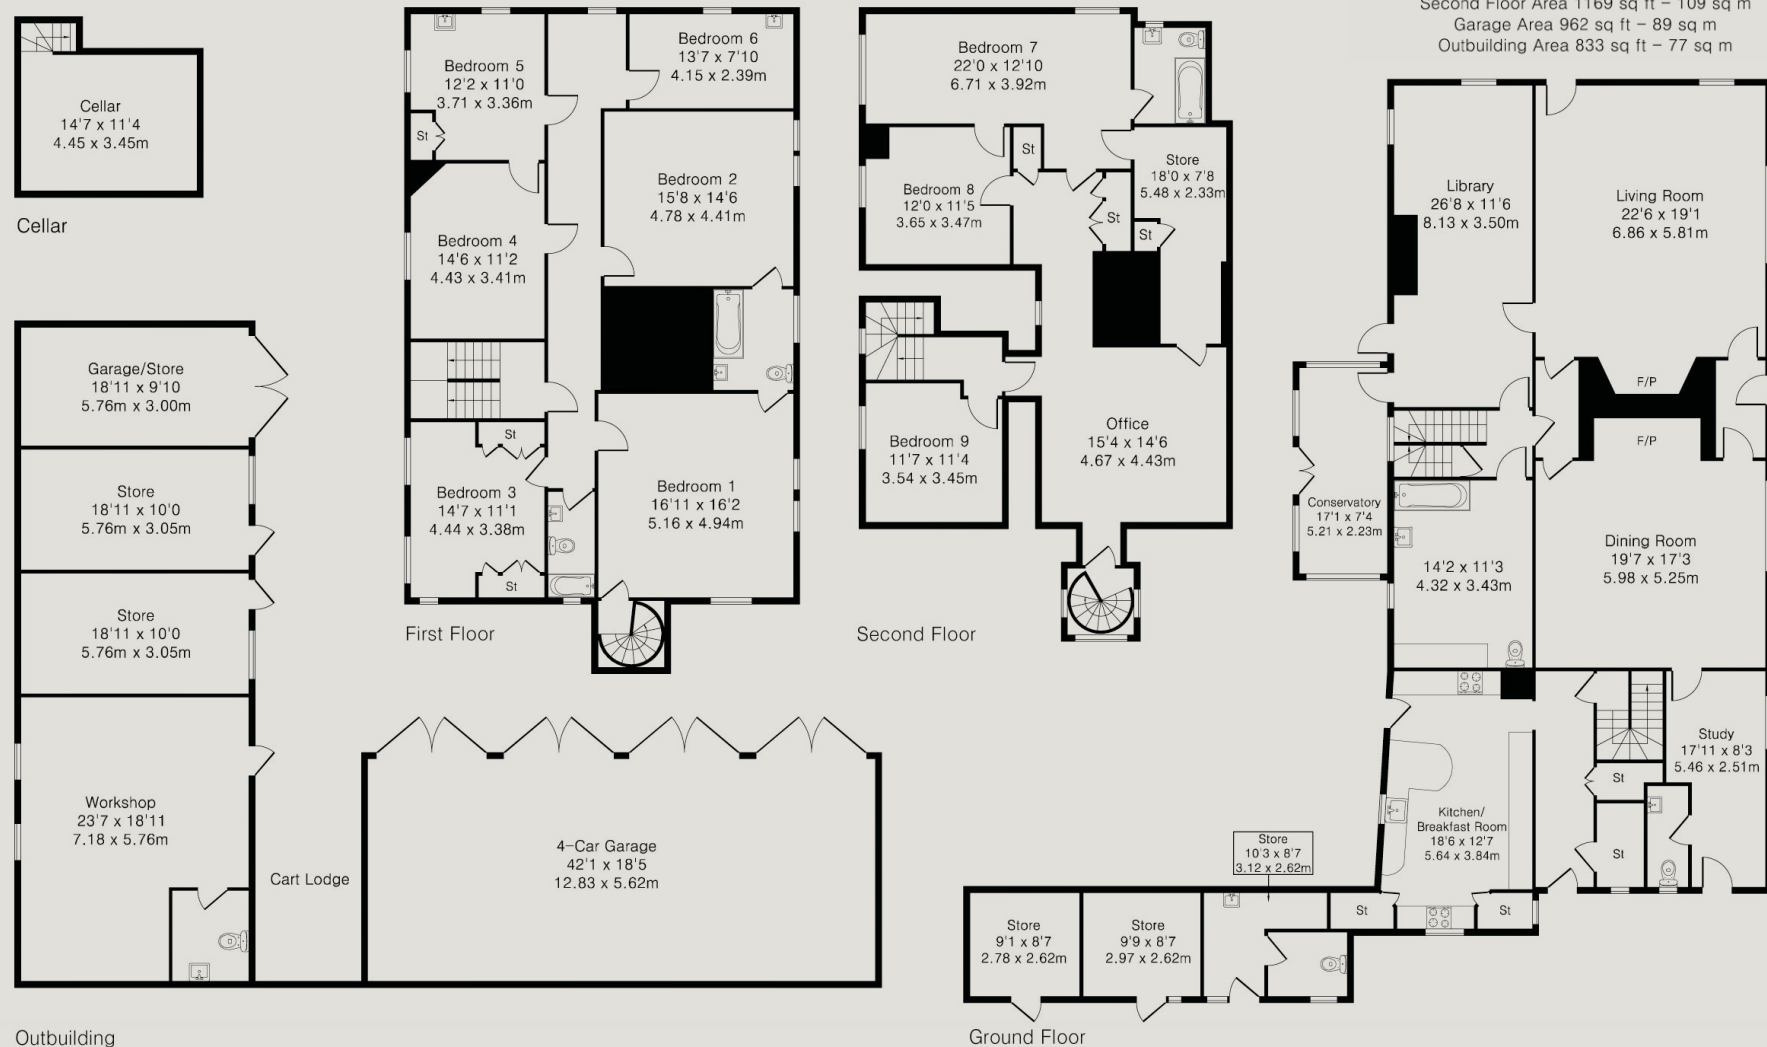 Second Floor Area 1169 sq ft – 109 sq m
Garage Area 962 sq ft – 89 sq m
Outbuilding Area 833 sq ft – 77 sq m
Cellar
14'7 x 11'4
4.45 x 3.45m
Cellar
Bedroom 5
12'2 x 11'0
3.71 x 3.36m
St
Bedroom 6
13'7 x 7'10
4.15 x 2.39m
Bedroom 2
15'8 x 14'6
4.78 x 4.41m
Bedroom 4
14'6 x 11'2
4.43 x 3.41m
St
Bedroom 3
14'7 x 11'1
4.44 x 3.38m
St
Bedroom 1
16'11 x 16'2
5.16 x 4.94m
First Floor
Bedroom 7
22'0 x 12'10
6.71 x 3.92m
St
Store
18'0 x 7'8
5.48 x 2.33m
Bedroom 8
12'0 x 11'5
3.65 x 3.47m
St
St
Bedroom 9
11'7 x 11'4
3.54 x 3.45m
Office
15'4 x 14'6
4.67 x 4.43m
Second Floor
Library
26'8 x 11'6
8.13 x 3.50m
Living Room
22'6 x 19'1
6.86 x 5.81m
F/P
F/P
Conservatory
17'1 x 7'4
5.21 x 2.23m
14'2 x 11'3
4.32 x 3.43m
Dining Room
19'7 x 17'3
5.98 x 5.25m
Study
17'11 x 8'3
5.46 x 2.51m
St
St
Kitchen/
Breakfast Room
18'6 x 12'7
5.64 x 3.84m
Store
10'3 x 8'7
3.12 x 2.62m
St
St
Store
9'1 x 8'7
2.78 x 2.62m
Store
9'9 x 8'7
2.97 x 2.62m
Ground Floor
Garage/Store
18'11 x 9'10
5.76m x 3.00m
Store
18'11 x 10'0
5.76m x 3.05m
Store
18'11 x 10'0
5.76m x 3.05m
Workshop
23'7 x 18'11
7.18 x 5.76m
Cart Lodge
4-Car Garage
42'1 x 18'5
12.83 x 5.62m
Outbuilding